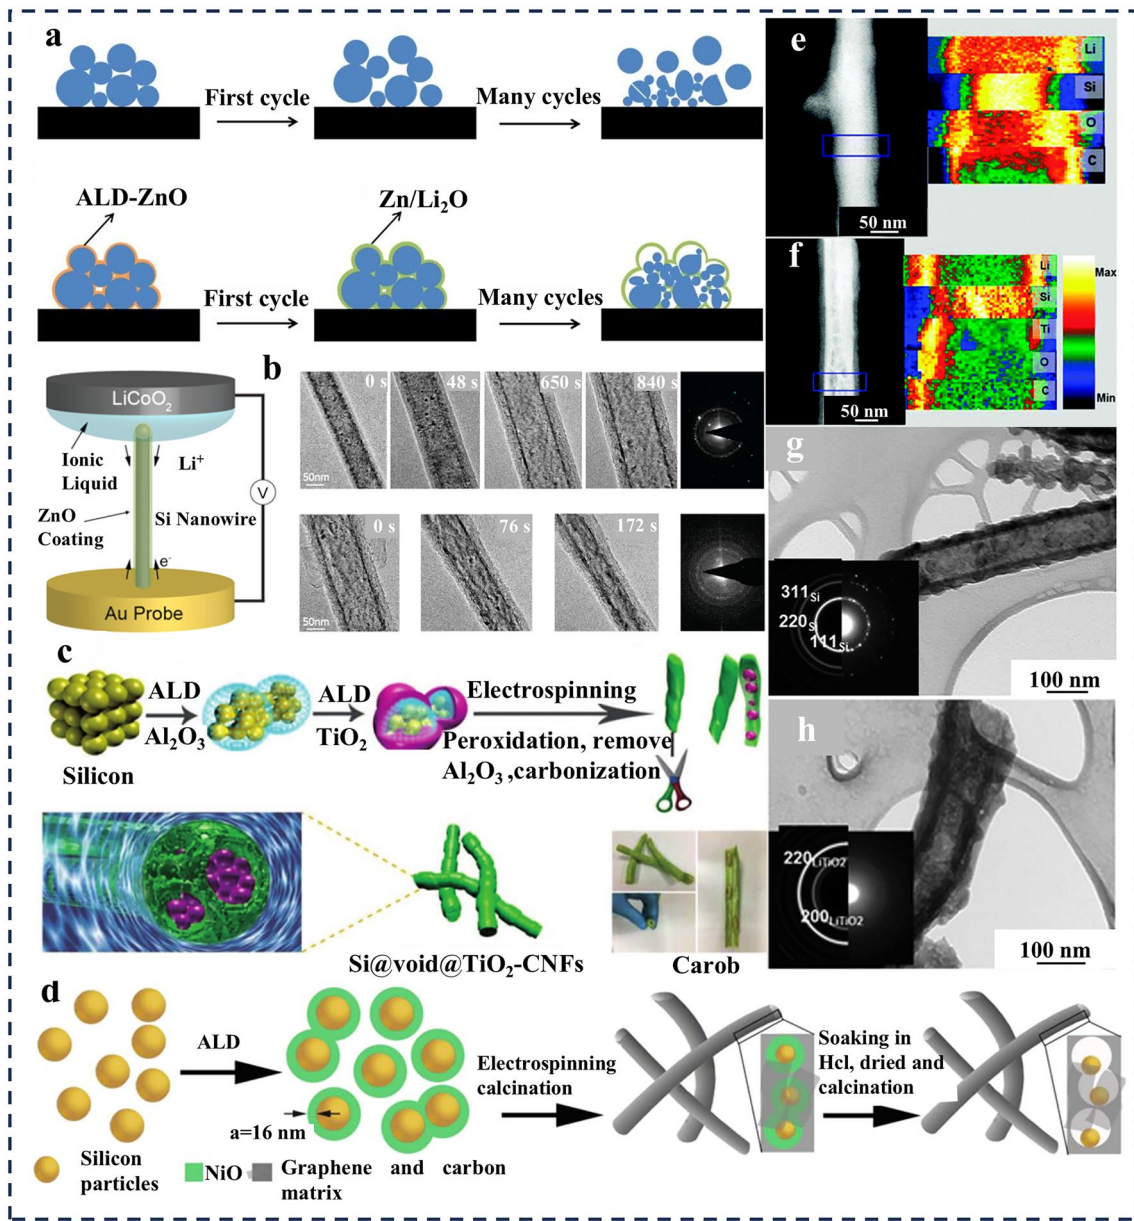 a
First cycle
Many cycles
ALD-ZnO
Zn/Li₂O
First cycle
Many cycles
b
LiCoO₂
Ionic
Liquid
Li⁺
ZnO
Coating
Si Nanowire
V
e⁻
Au Probe
0 s
48 s
650 s
840 s
50nm
0 s
76 s
172 s
50nm
c
Silicon
ALD
Al₂O₃
ALD
TiO₂
Electrospinning
Peroxidation, remove
Al₂O₃ ,carbonization
Si@void@TiO₂-CNFs
Carob
d
ALD
a=16 nm
Silicon
particles
NiO
Graphene and carbon
matrix
Electrospinning
calcination
Soaking in
Hcl, dried and
calcination
e
50 nm
Li
Si
O
C
f
50 nm
Li
Si
Ti
O
C
Max
Min
g
311Si
220Si
111Si
100 nm
h
220LiTiO2
200LiTiO2
100 nm